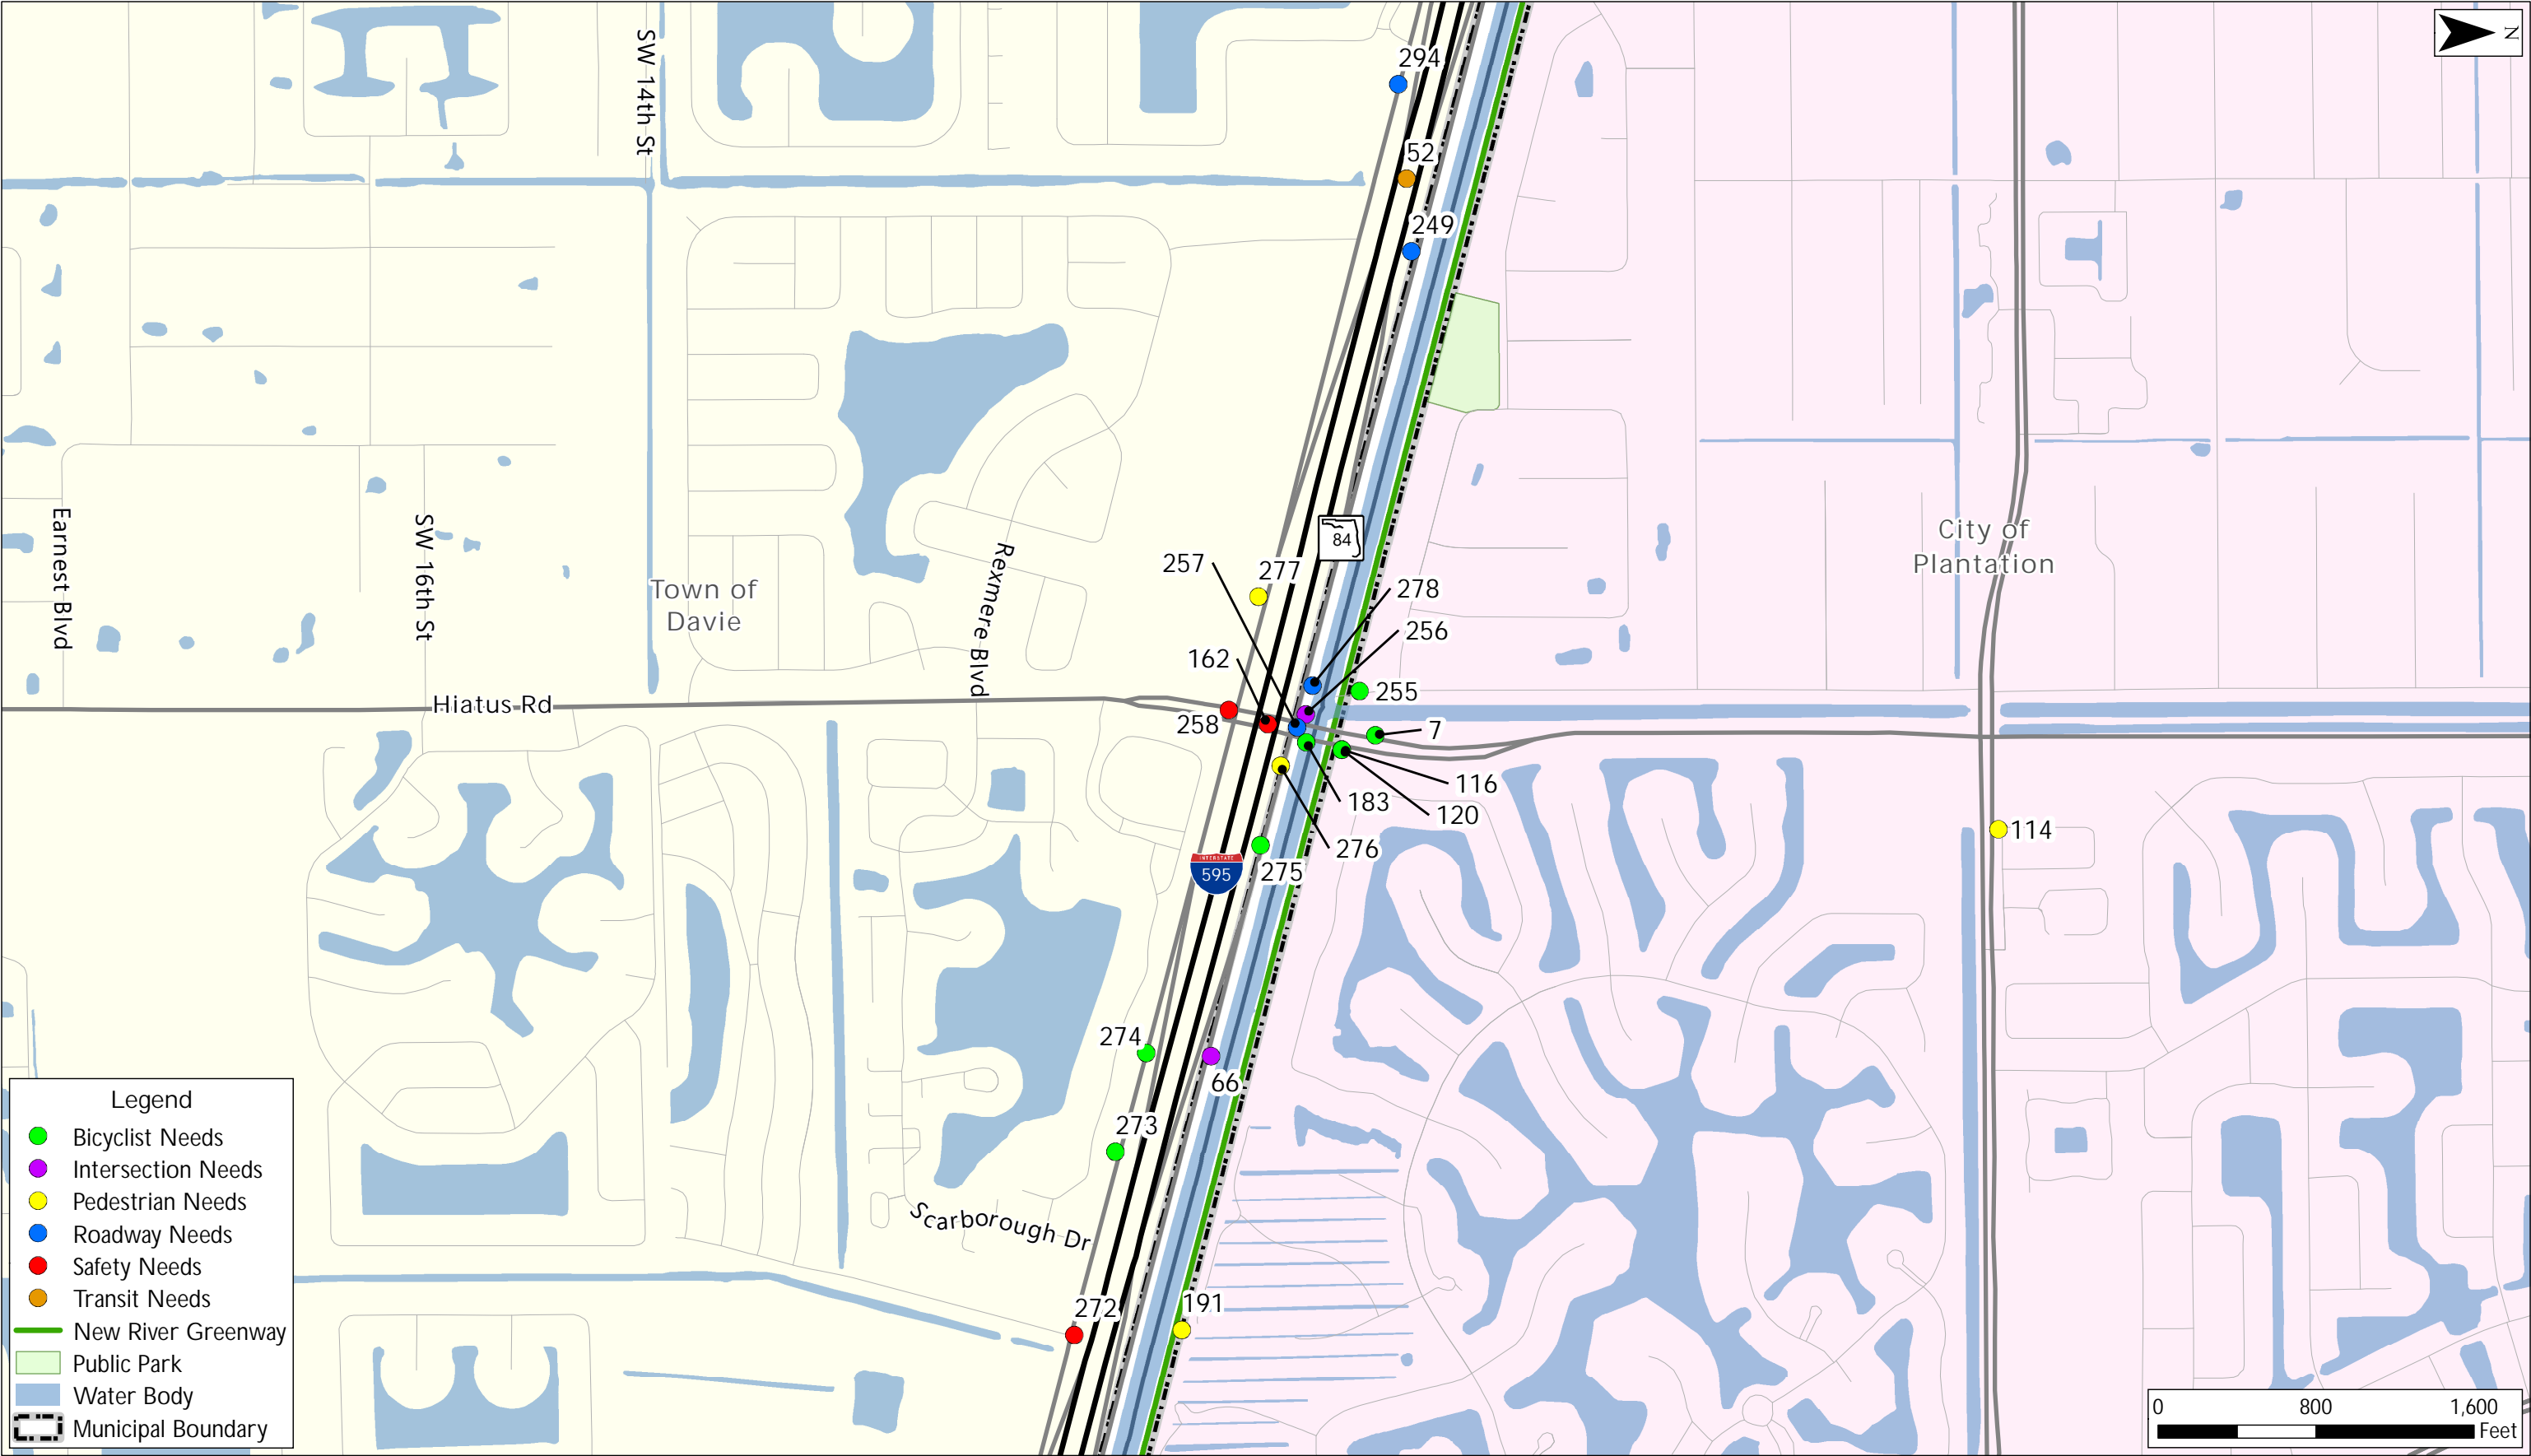 N
SW 14th St
294
52
249
84
City of
Plantation
257
277
278
Earnest Blvd
SW 16th St
Rexmere Blvd
Town of
Davie
256
162
255
Hiatus Rd
258
7
116
183
120
276
114
275
INTERSTATE
595
274
66
273
Scarborough Dr
272
191
Legend
Bicyclist Needs
Intersection Needs
Pedestrian Needs
Roadway Needs
Safety Needs
Transit Needs
New River Greenway
Public Park
Water Body
Municipal Boundary
0 800 1,600
Feet